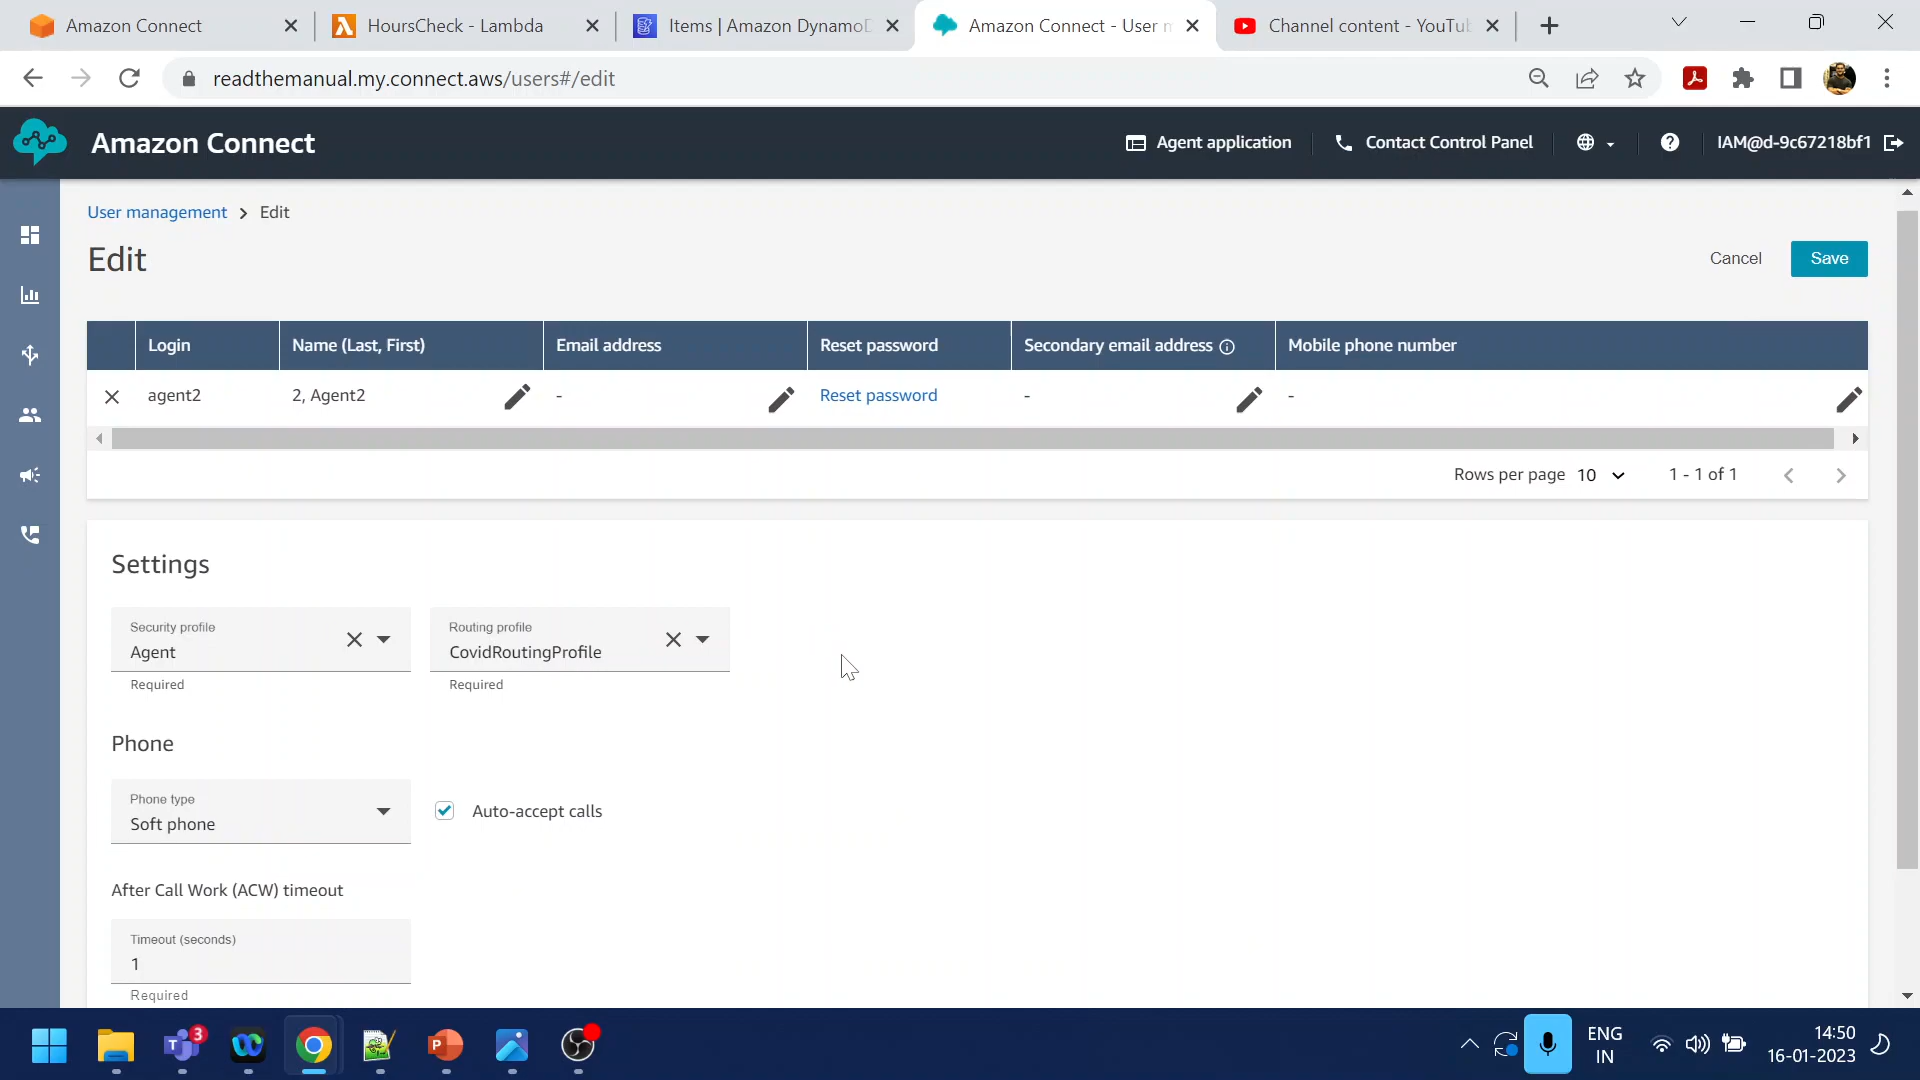 Amazon Connect
HoursCheck - Lambda
Items | Amazon DynamoD
Amazon Connect - User m
Channel content - YouTub
readthemanual.my.connect.aws/users#/edit
Amazon Connect
Agent application
Contact Control Panel
IAM@d-9c67218bf1
User management > Edit
Edit
Cancel
Save
Login
Name (Last, First)
Email address
Reset password
Secondary email address
Mobile phone number
agent2
2, Agent2
-
Reset password
-
-
Rows per page 10
1 - 1 of 1
Settings
Security profile
Agent
Required
Routing profile
CovidRoutingProfile
Required
Phone
Phone type
Soft phone
Auto-accept calls
After Call Work (ACW) timeout
Timeout (seconds)
1
Required
3
ENG
IN
14:50
16-01-2023